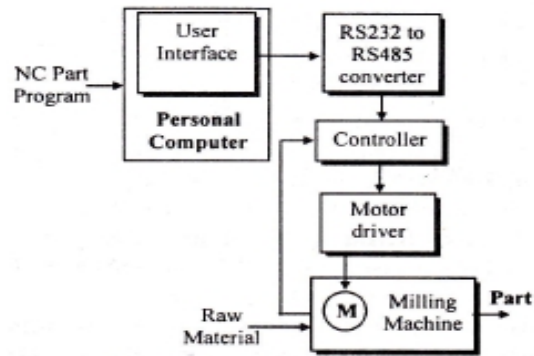 User
Interface
NC Part
Program
Personal
Computer
RS232 to
RS485
converter
Controller
Motor
driver
M
Milling
Machine
Raw
Material
Part